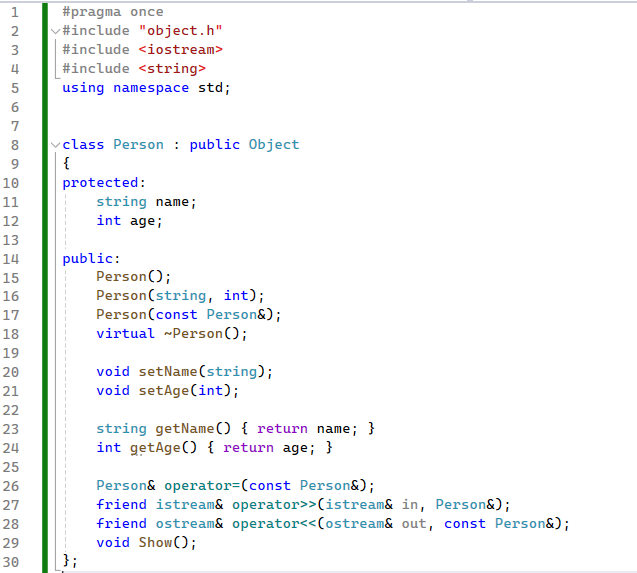 1 #pragma once
2 #include "object.h"
3 #include <iostream>
4 #include <string>
5 using namespace std;
6
7
8 class Person : public Object
9 {
10 protected:
11     string name;
12     int age;
13
14 public:
15     Person();
16     Person(string, int);
17     Person(const Person&);
18     virtual ~Person();
19
20     void setName(string);
21     void setAge(int);
22
23     string getName() { return name; }
24     int getAge() { return age; }
25
26     Person& operator=(const Person&);
27     friend istream& operator>>(istream& in, Person&);
28     friend ostream& operator<<(ostream& out, const Person&);
29     void Show();
30 };